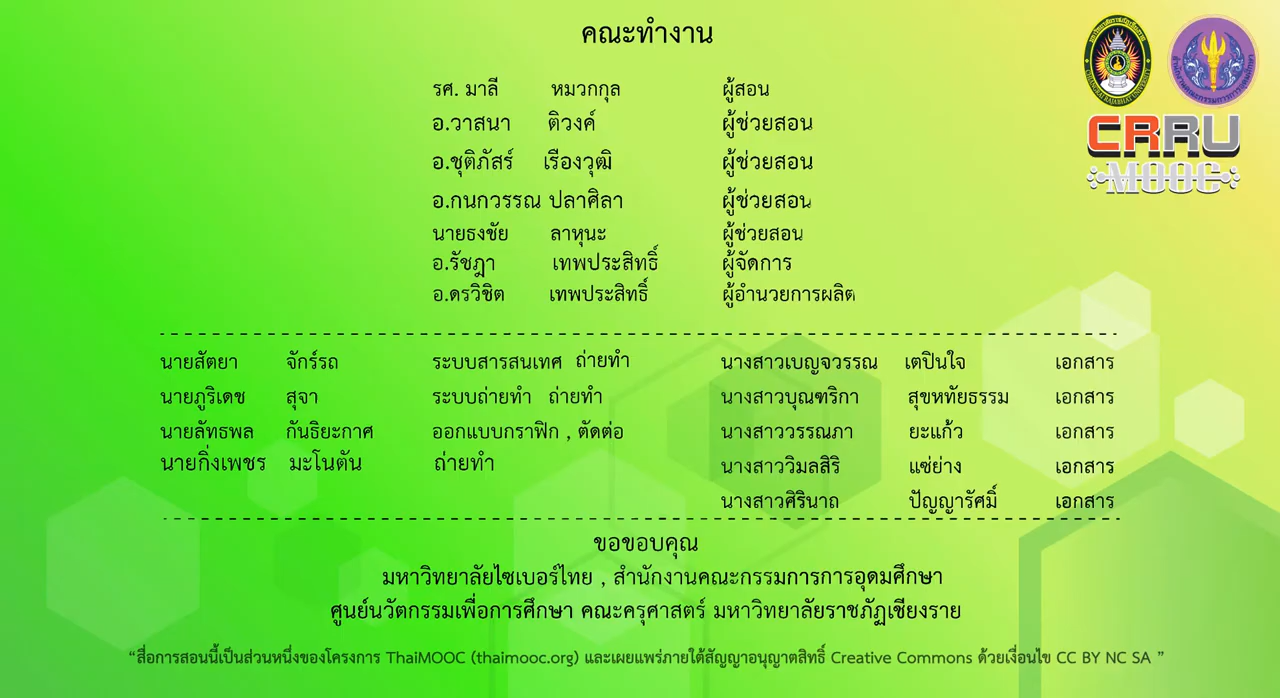 คณะทำงาน
รศ. มาลี หมวกกุล ผู้สอน
อ.วาสนา ติวงค์ ผู้ช่วยสอน
อ.ชุติภัสร์ เรืองวุฒิ ผู้ช่วยสอน
อ.กนกวรรณ ปลาศิลา ผู้ช่วยสอน
นายธงชัย ลาหุนะ ผู้ช่วยสอน
อ.รัชฎา เทพประสิทธิ์ ผู้จัดการ
อ.ดรวิชิต เทพประสิทธิ์ ผู้อำนวยการผลิต
CRRU
MOOC
นายสัตยา จักร์รถ ระบบสารสนเทศ ถ่ายทำ นางสาวเบญจวรรณ เตปินใจ เอกสาร
นายภูริเดช สุจา ระบบถ่ายทำ ถ่ายทำ นางสาวบุณฑริกา สุขหทัยธรรม เอกสาร
นายลัทธพล กันธิยะกาศ ออกแบบกราฟิก , ตัดต่อ นางสาววรรณภา ยะแก้ว เอกสาร
นายกิ่งเพชร มะโนตัน ถ่ายทำ นางสาววิมลสิริ แซ่ย่าง เอกสาร
นางสาวศิรินาถ ปัญญารัศมิ์ เอกสาร
ขอขอบคุณ
มหาวิทยาลัยไซเบอร์ไทย , สำนักงานคณะกรรมการการอุดมศึกษา
ศูนย์นวัตกรรมเพื่อการศึกษา คณะครุศาสตร์ มหาวิทยาลัยราชภัฏเชียงราย
“สื่อการสอนนี้เป็นส่วนหนึ่งของโครงการ ThaiMOOC (thaimooc.org) และเผยแพร่ภายใต้สัญญาอนุญาตสิทธิ์ Creative Commons ด้วยเงื่อนไข CC BY NC SA ”